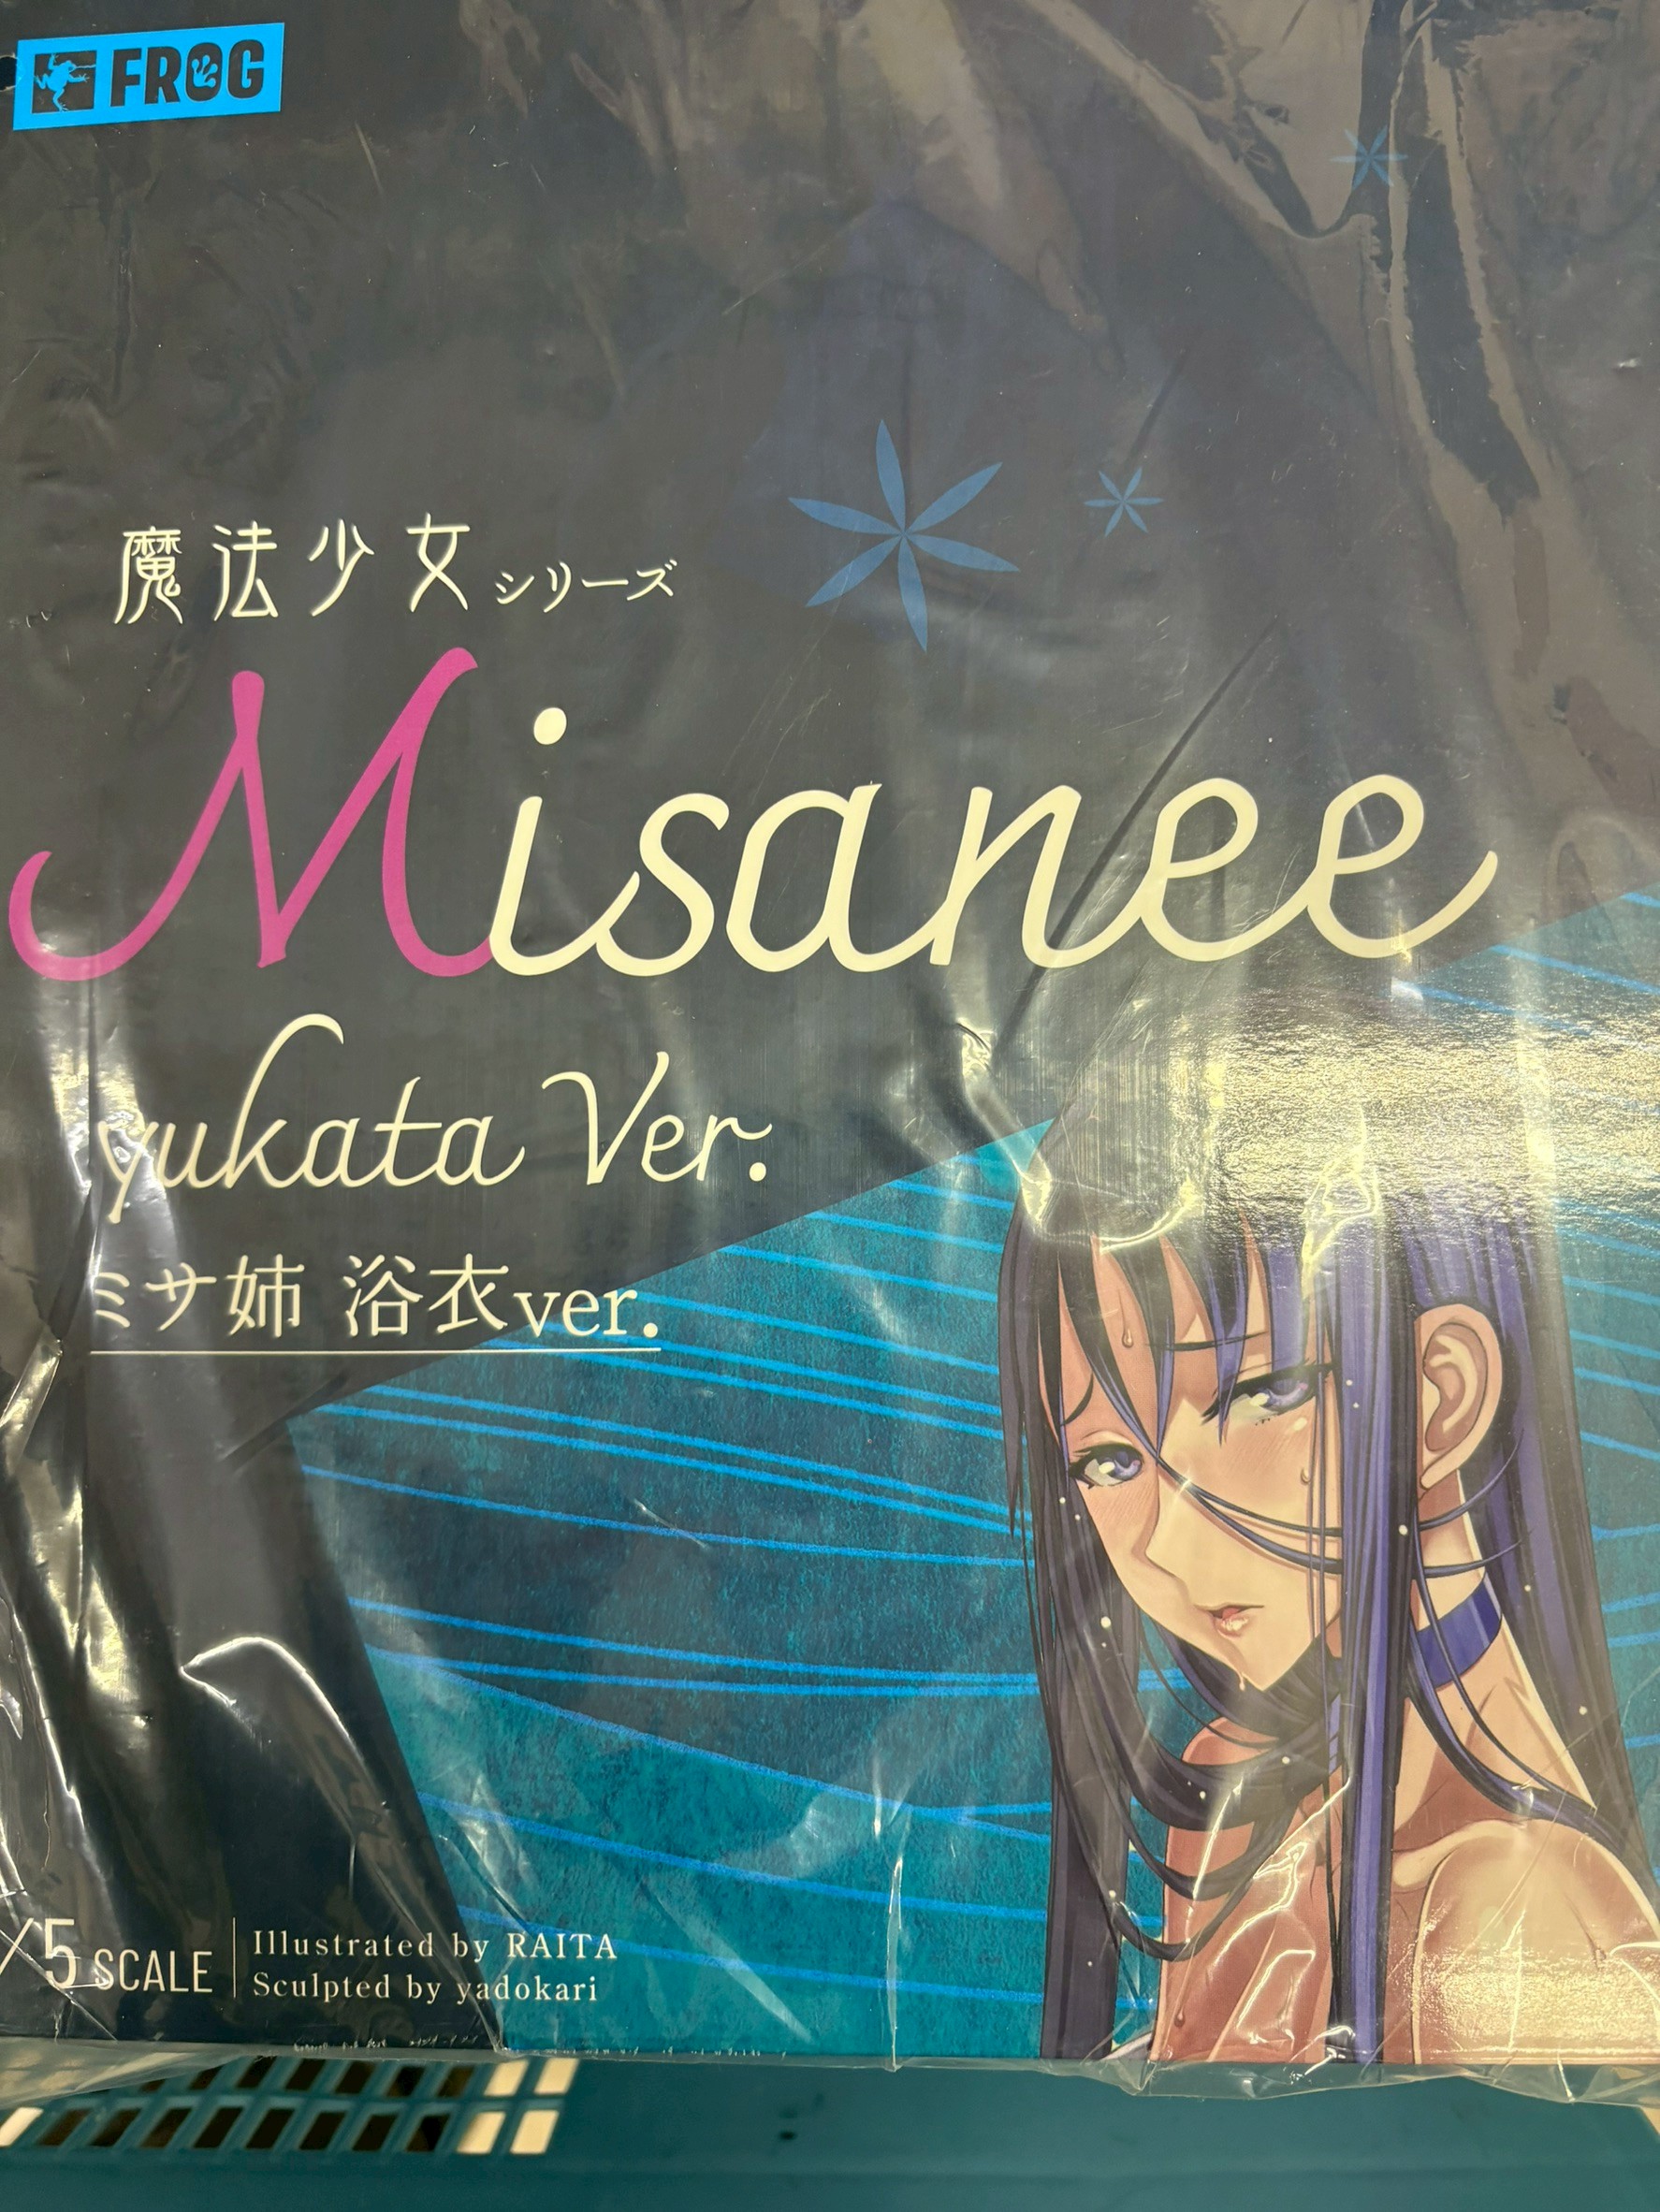 FROG
魔法少女シリーズ
Misanee
yukata Ver.
ミサ姉 浴衣ver.
/5 SCALE
Illustrated by RAITA
Sculpted by yadokari